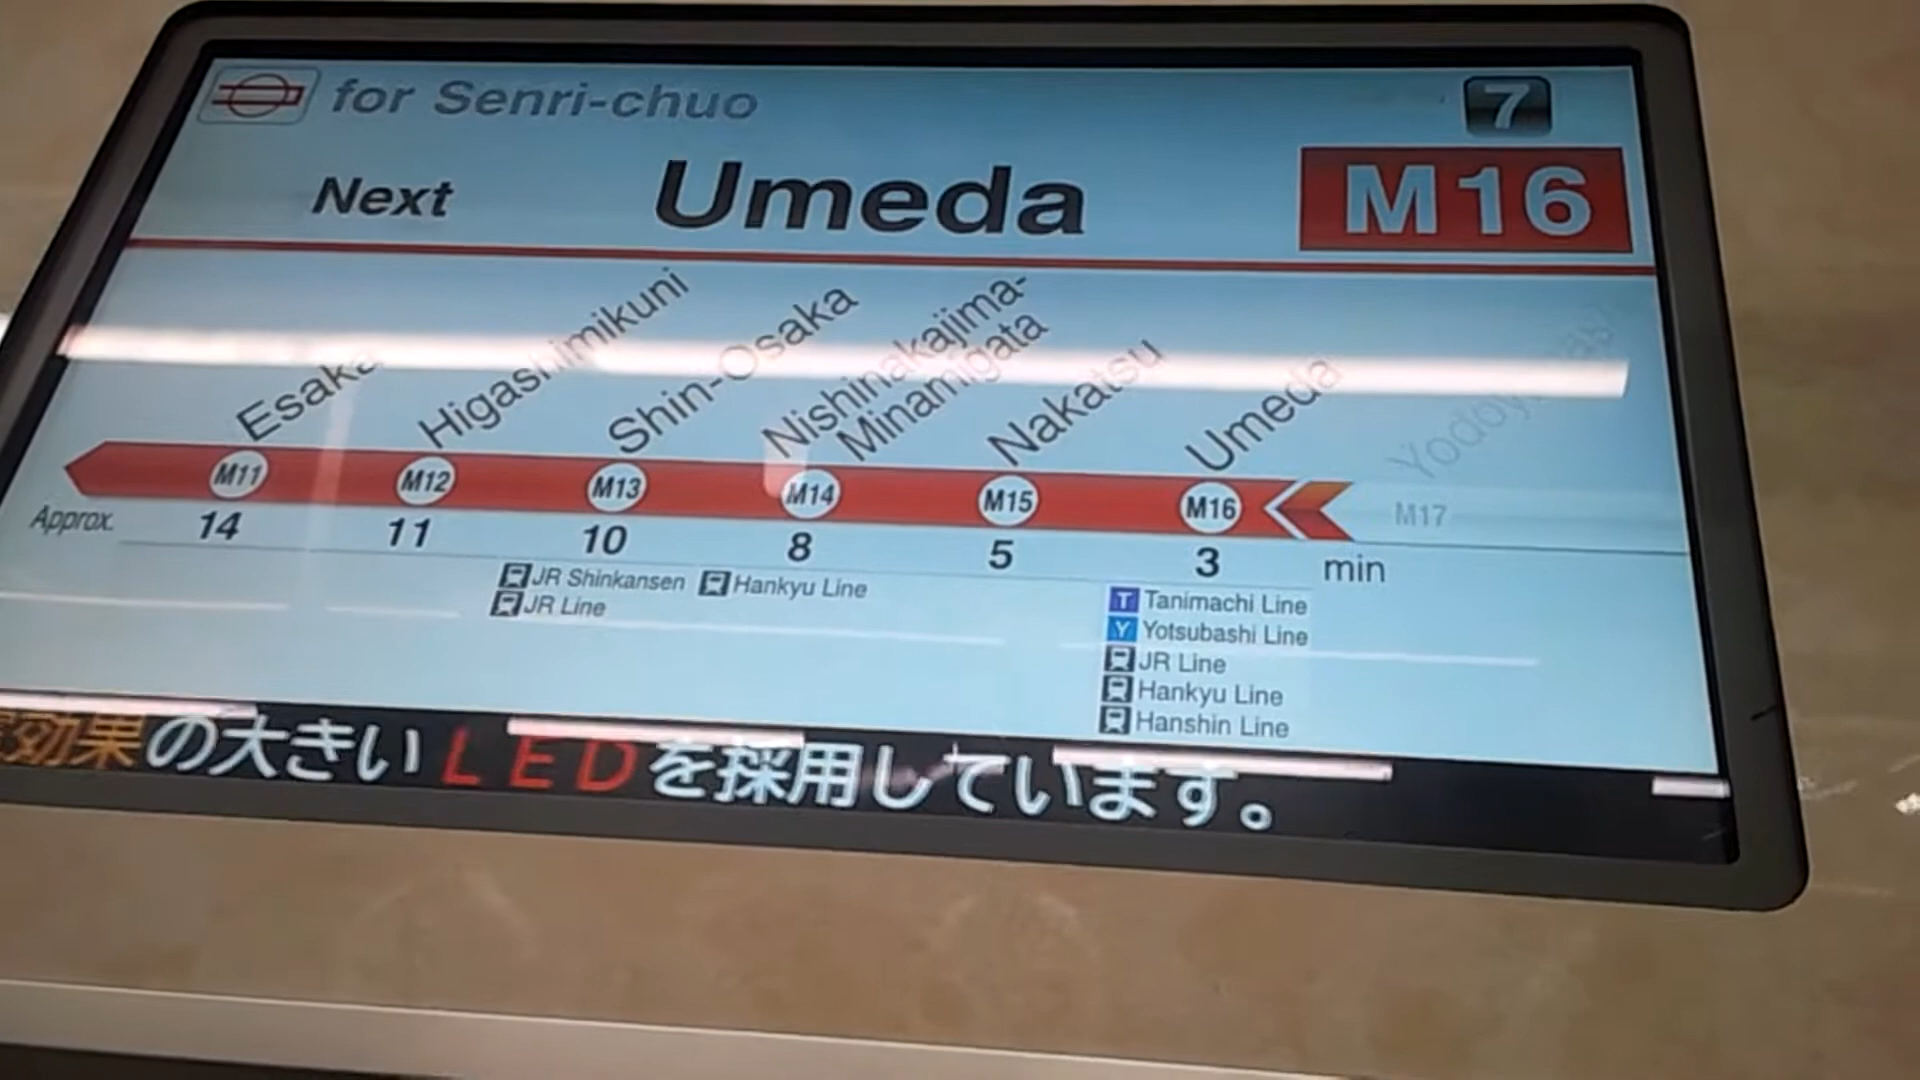 for Senri-chuo
7
Next
Umeda
M16
Esaka
Higashimikuni
Shin-Osaka
Nishinakajima-
Minamigata
Nakatsu
Umeda
M11
M12
M13
M14
M15
M16
M17
Approx.
14
11
10
8
5
3
min
JR Shinkansen
JR Line
Hankyu Line
T Tanimachi Line
Y Yotsubashi Line
JR Line
Hankyu Line
Hanshin Line
効果の大きいLEDを採用しています。